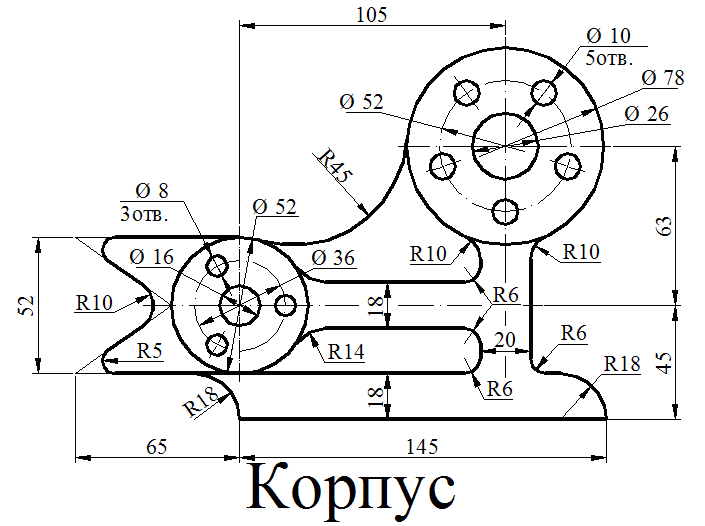 105
Ø 10
5отв.
Ø 78
Ø 52
Ø 26
R45
Ø 8
3отв.
Ø 52
63
Ø 16
Ø 36
R10
R10
52
R10
R6
18
R5
R14
20
R6
45
R18
R6
R18
18
65
145
Корпус